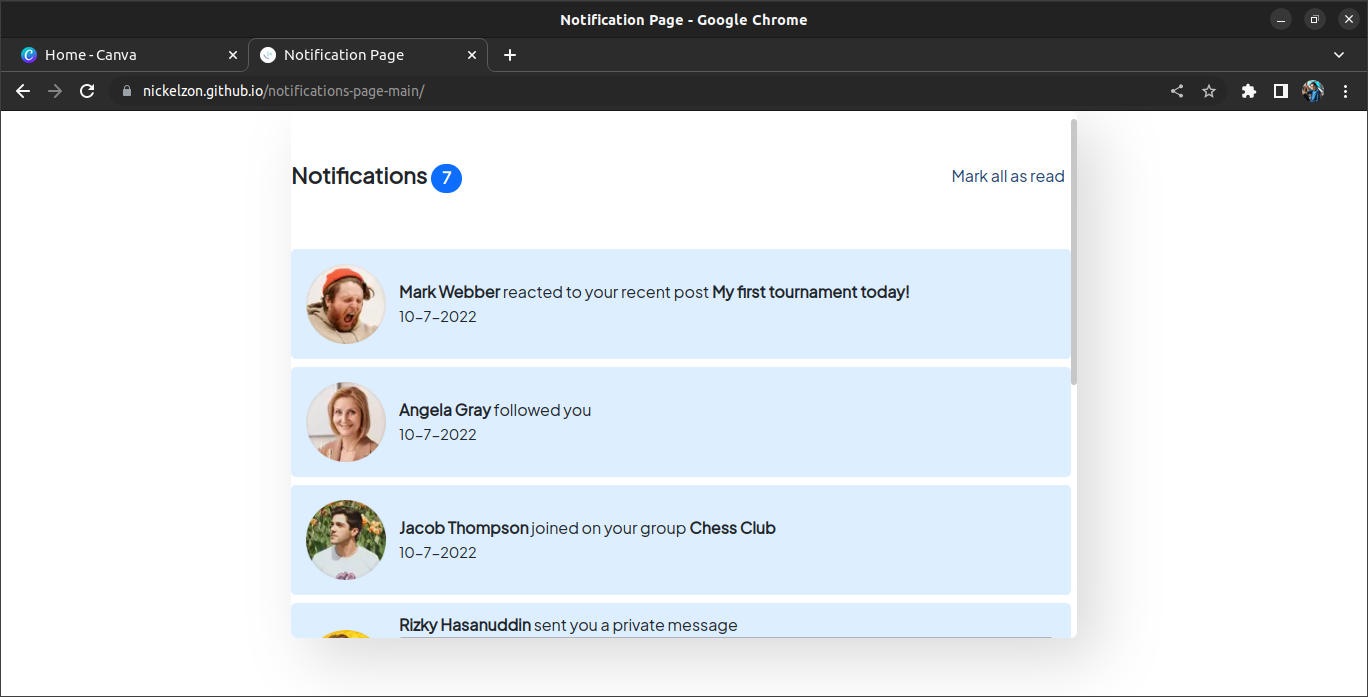 Notification Page - Google Chrome
Home - Canva
Notification Page
nickelzon.github.io/notifications-page-main/
Notifications 7
Mark all as read
Mark Webber reacted to your recent post My first tournament today!
10-7-2022
Angela Gray followed you
10-7-2022
Jacob Thompson joined on your group Chess Club
10-7-2022
Rizky Hasanuddin sent you a private message